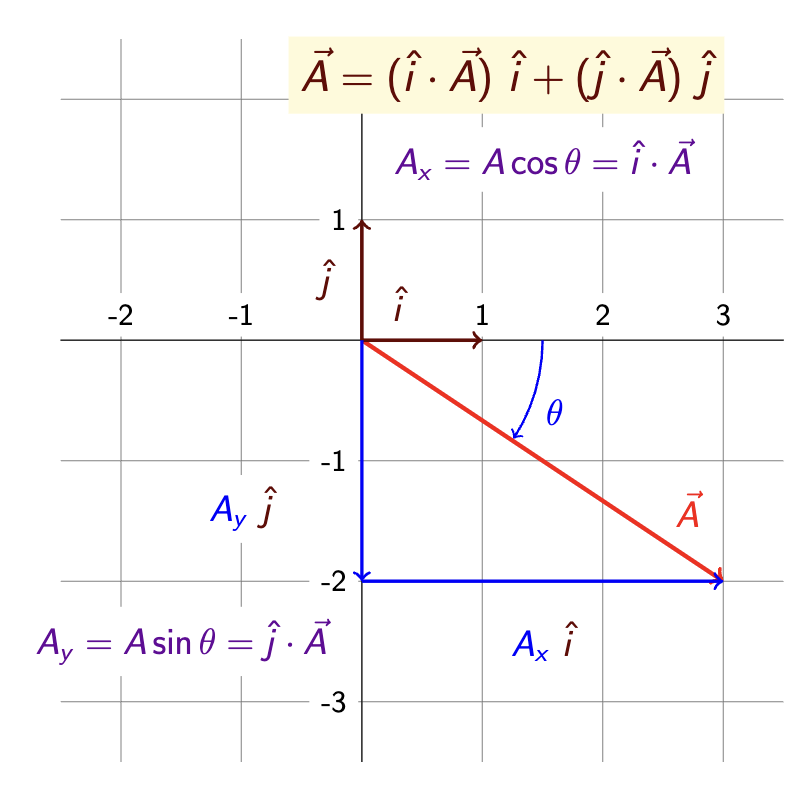 A⃗ = (î · A⃗) î + (ĵ · A⃗) ĵ
Aₓ = A cos θ = î · A⃗
1
ĵ
î
-2 -1 1 2 3
θ
-1
A⃗
A_y ĵ
-2
A_y = A sin θ = ĵ · A⃗
Aₓ î
-3